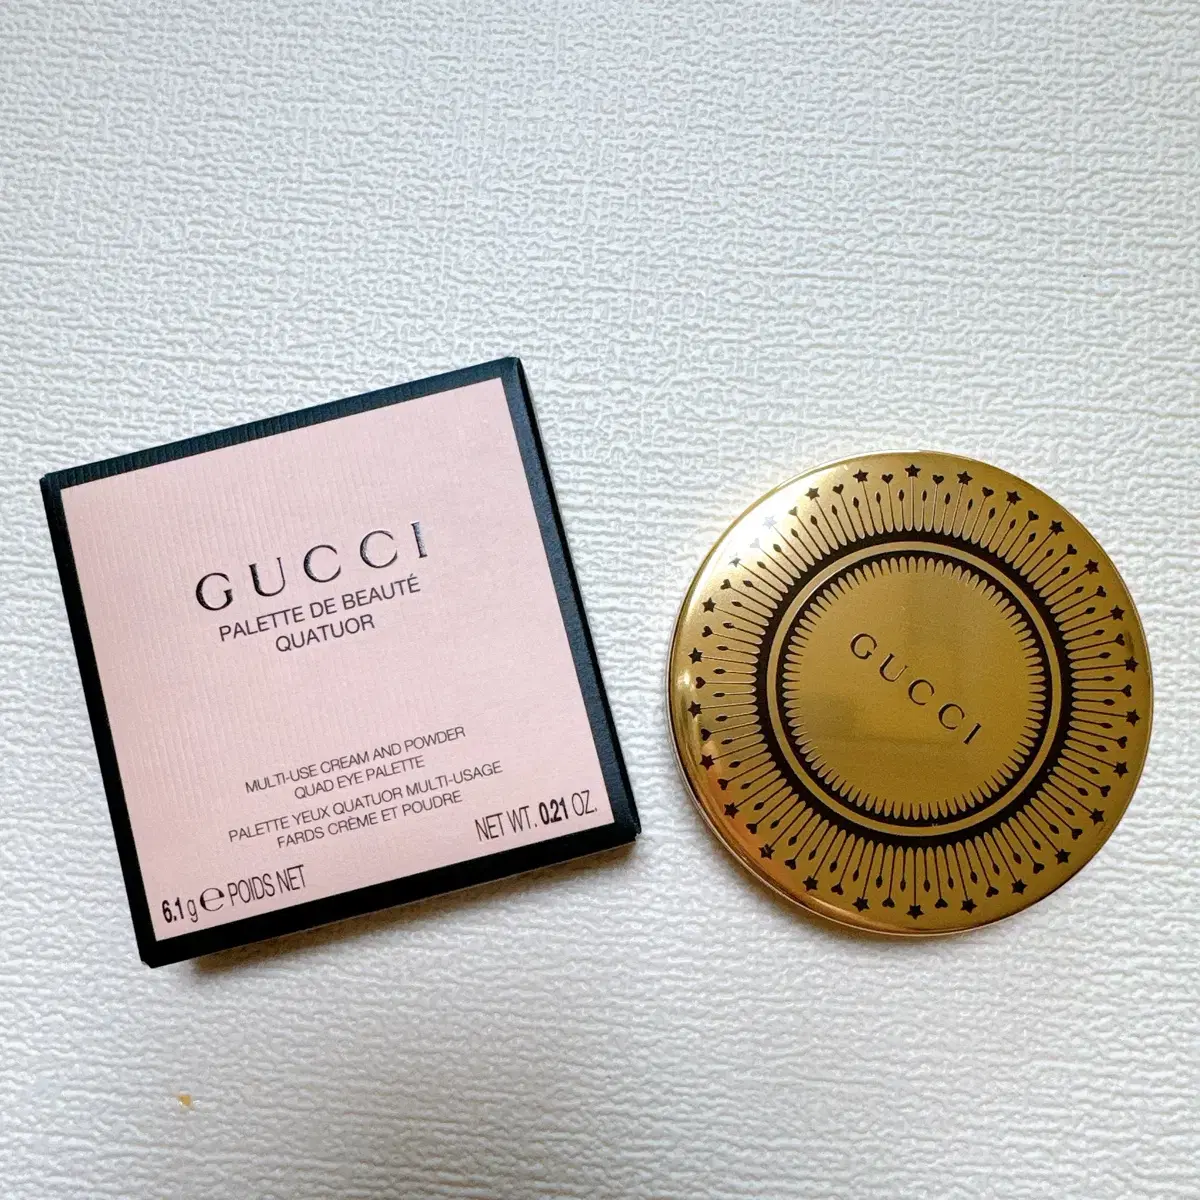 GUCCI
PALETTE DE BEAUTÉ
QUATUOR
MULTI-USE CREAM AND POWDER
QUAD EYE PALETTE
PALETTE YEUX QUATUOR MULTI-USAGE
FARDS CRÈME ET POUDRE
6.1 g ℮ POIDS NET
NET WT. 0.21 OZ.
GUCCI